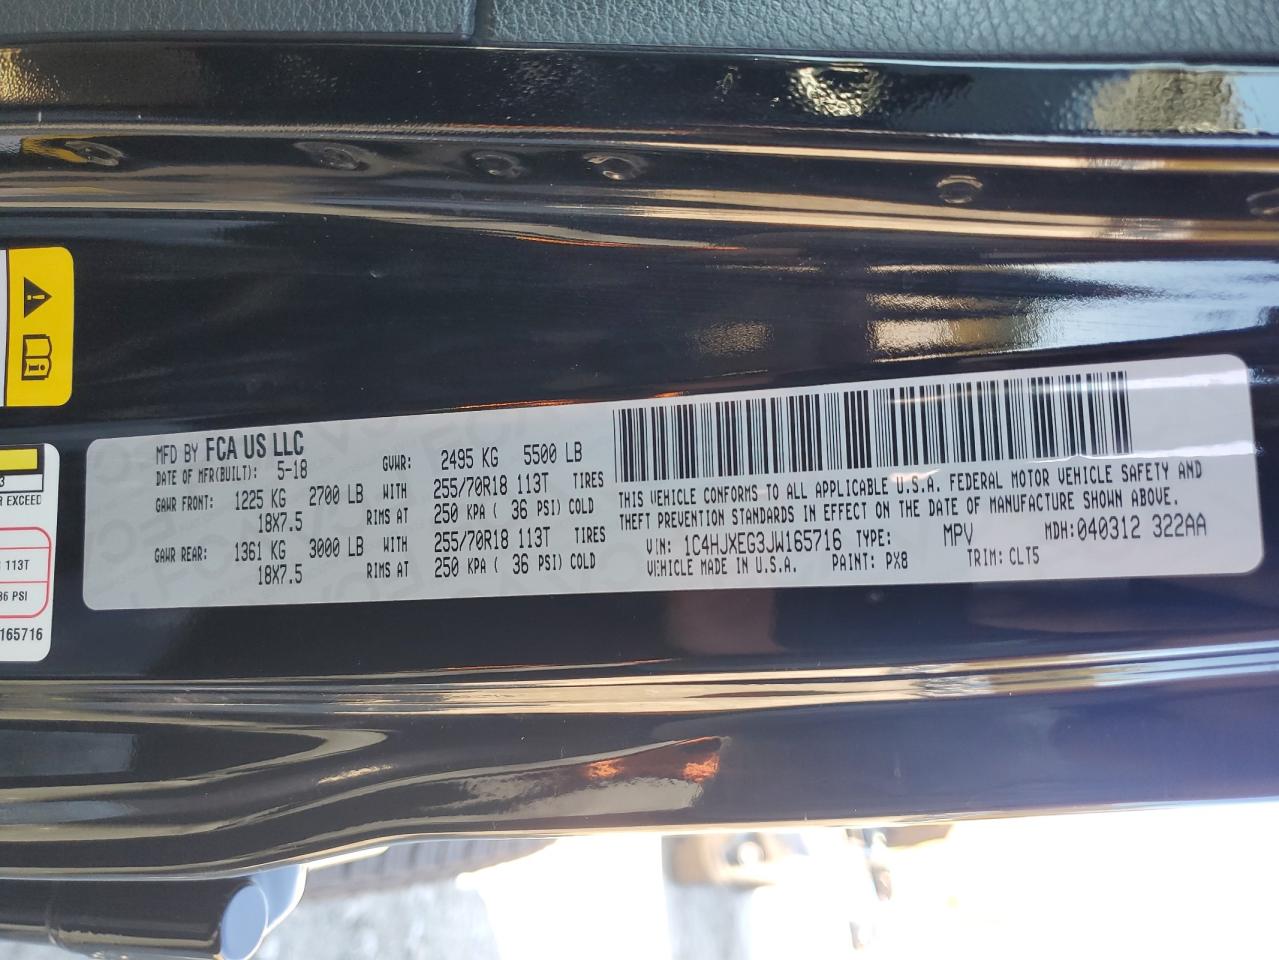 MFD BY FCA US LLC
DATE OF MFR(BUILT): 5-18 GVWR: 2495 KG 5500 LB
GAWR FRONT: 1225 KG 2700 LB WITH 255/70R18 113T TIRES
18X7.5 RIMS AT 250 KPA ( 36 PSI) COLD
GAWR REAR: 1361 KG 3000 LB WITH 255/70R18 113T TIRES
18X7.5 RIMS AT 250 KPA ( 36 PSI) COLD
THIS VEHICLE CONFORMS TO ALL APPLICABLE U.S.A. FEDERAL MOTOR VEHICLE SAFETY AND
THEFT PREVENTION STANDARDS IN EFFECT ON THE DATE OF MANUFACTURE SHOWN ABOVE.
VIN: 1C4HJXEG3JW165716 TYPE: MPV MDH:040312 322AA
VEHICLE MADE IN U.S.A. PAINT: PX8 TRIM: CLT5
3
R EXCEED
113T
36 PSI
165716